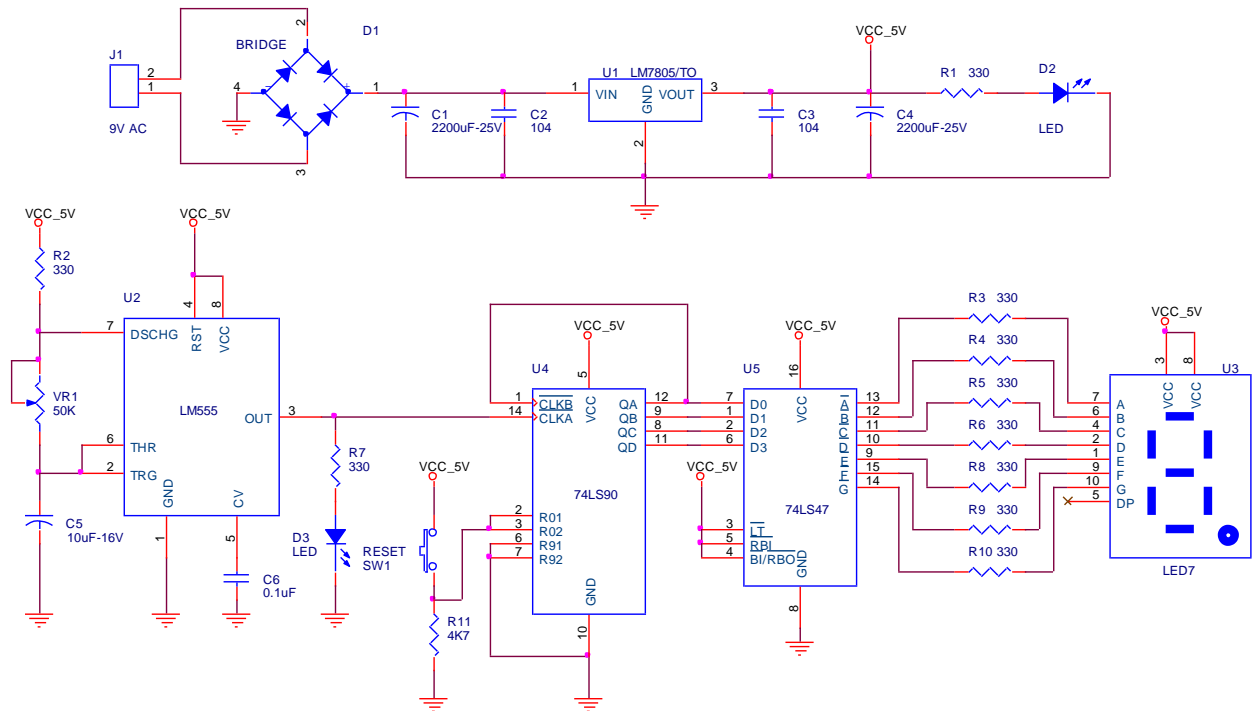 J1
2
1
9V AC
BRIDGE
D1
2
4
1
3
-
+
C1
2200uF-25V
C2
104
U1
LM7805/TO
1
VIN
GND
VOUT
3
2
C3
104
VCC_5V
C4
2200uF-25V
R1 330
D2
LED
VCC_5V
R2
330
VR1
50K
C5
10uF-16V
VCC_5V
U2
4
8
7
DSCHG
RST
VCC
LM555
OUT
3
6
THR
2
TRG
GND
CV
1
5
C6
0.1uF
R7
330
D3
LED
RESET
SW1
VCC_5V
R11
4K7
VCC_5V
U4
5
1
CLKB
14
CLKA
VCC
QA
12
QB
9
QC
8
QD
11
74LS90
2
R01
3
R02
6
R91
7
R92
GND
10
VCC_5V
U5
16
7
D0
1
D1
2
D2
6
D3
VCC
A
13
B
12
C
11
D
10
E
9
F
15
G
14
VCC_5V
74LS47
3
LT
5
RBI
4
BI/RBO
GND
8
R3 330
R4 330
R5 330
R6 330
R8 330
R9 330
R10 330
VCC_5V
3
8
U3
VCC
VCC
7
A
6
B
4
C
2
D
1
E
9
F
10
G
5
DP
LED7